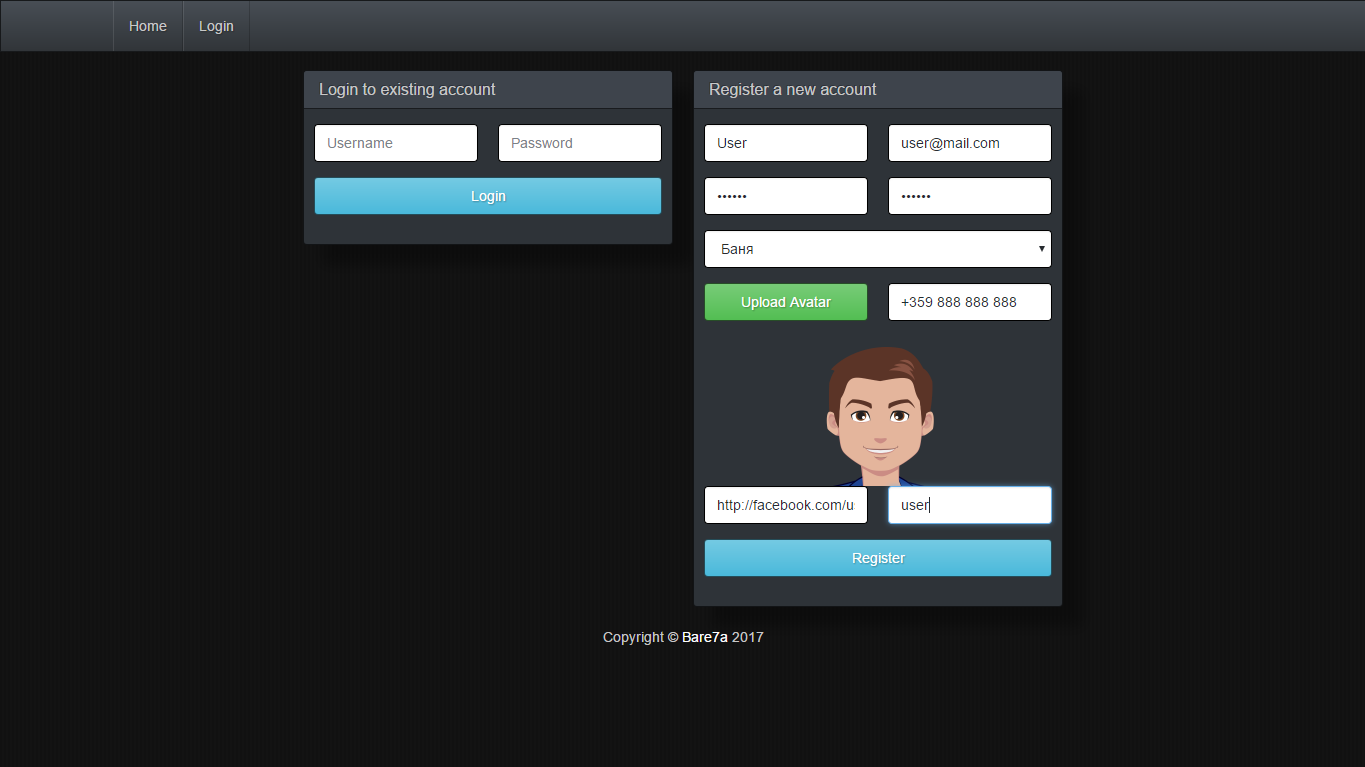 Home Login
Login to existing account
Username Password
Login
Register a new account
User user@mail.com
•••••• ••••••
Баня
Upload Avatar +359 888 888 888
http://facebook.com/us user
Register
Copyright © Bare7a 2017